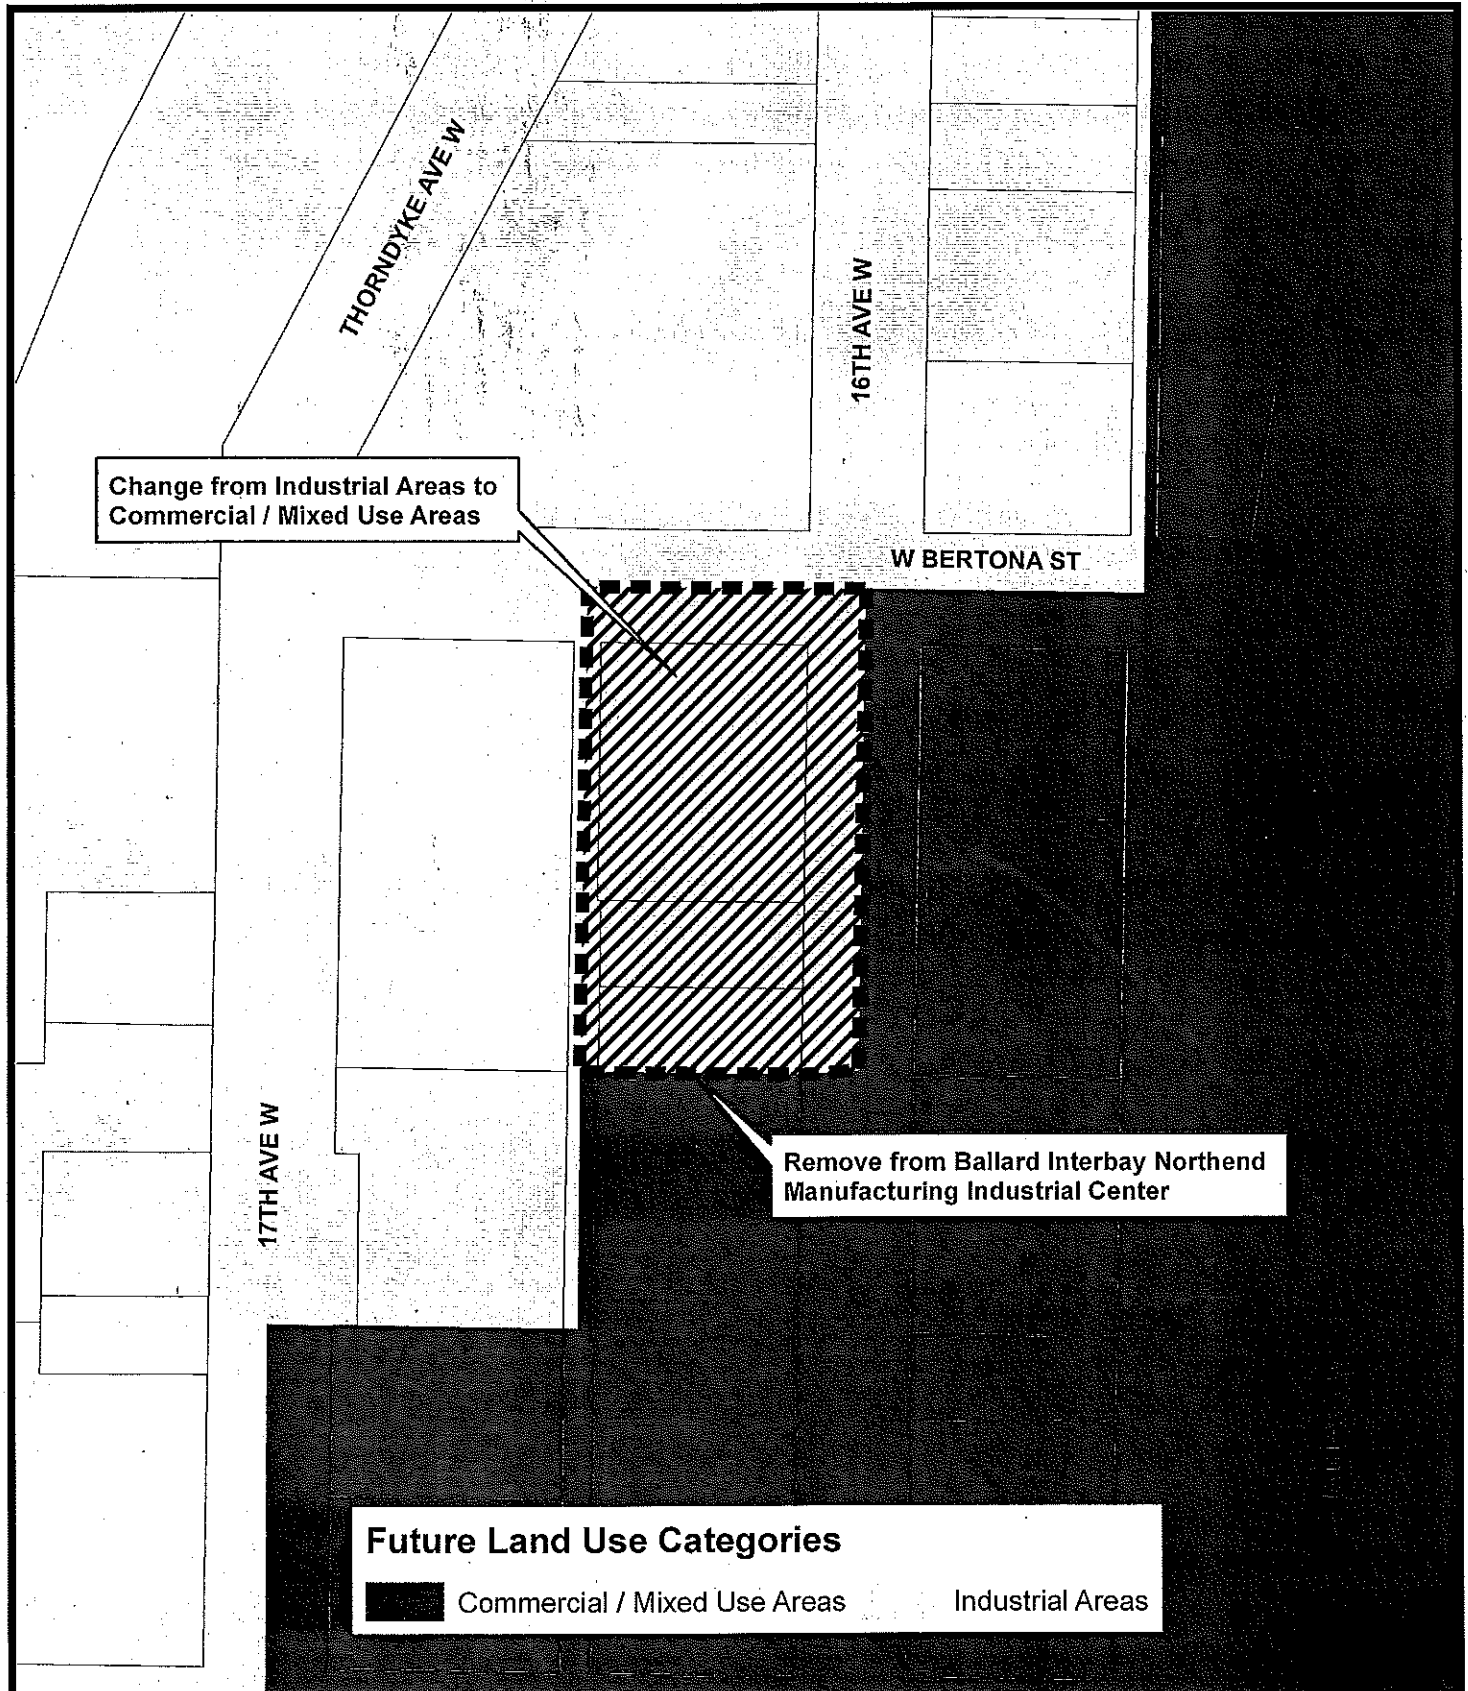 THORNDYKE AVE W
16TH AVE W
Change from Industrial Areas to
Commercial / Mixed Use Areas
W BERTONA ST
17TH AVE W
Remove from Ballard Interbay Northend
Manufacturing Industrial Center
Future Land Use Categories
Commercial / Mixed Use Areas
Industrial Areas